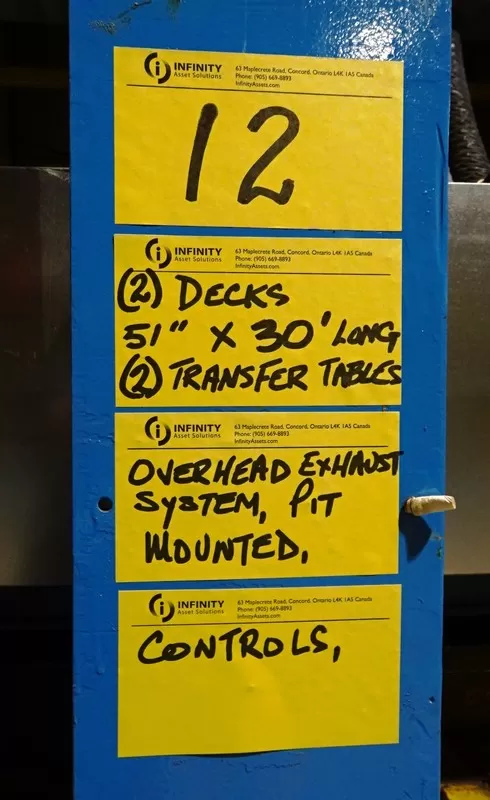 INFINITY
Asset Solutions
63 Maplecrete Road, Concord, Ontario L4K 1A5 Canada
Phone: (905) 669-8893
InfinityAssets.com
12
INFINITY
Asset Solutions
63 Maplecrete Road, Concord, Ontario L4K 1A5 Canada
Phone: (905) 669-8893
InfinityAssets.com
(2) DECKS
51" X 30' LONG
(2) TRANSFER TABLES
INFINITY
Asset Solutions
63 Maplecrete Road, Concord, Ontario L4K 1A5 Canada
Phone: (905) 669-8893
InfinityAssets.com
OVERHEAD EXHAUST
SYSTEM, PIT
MOUNTED,
INFINITY
Asset Solutions
63 Maplecrete Road, Concord, Ontario L4K 1A5 Canada
Phone: (905) 669-8893
InfinityAssets.com
CONTROLS,